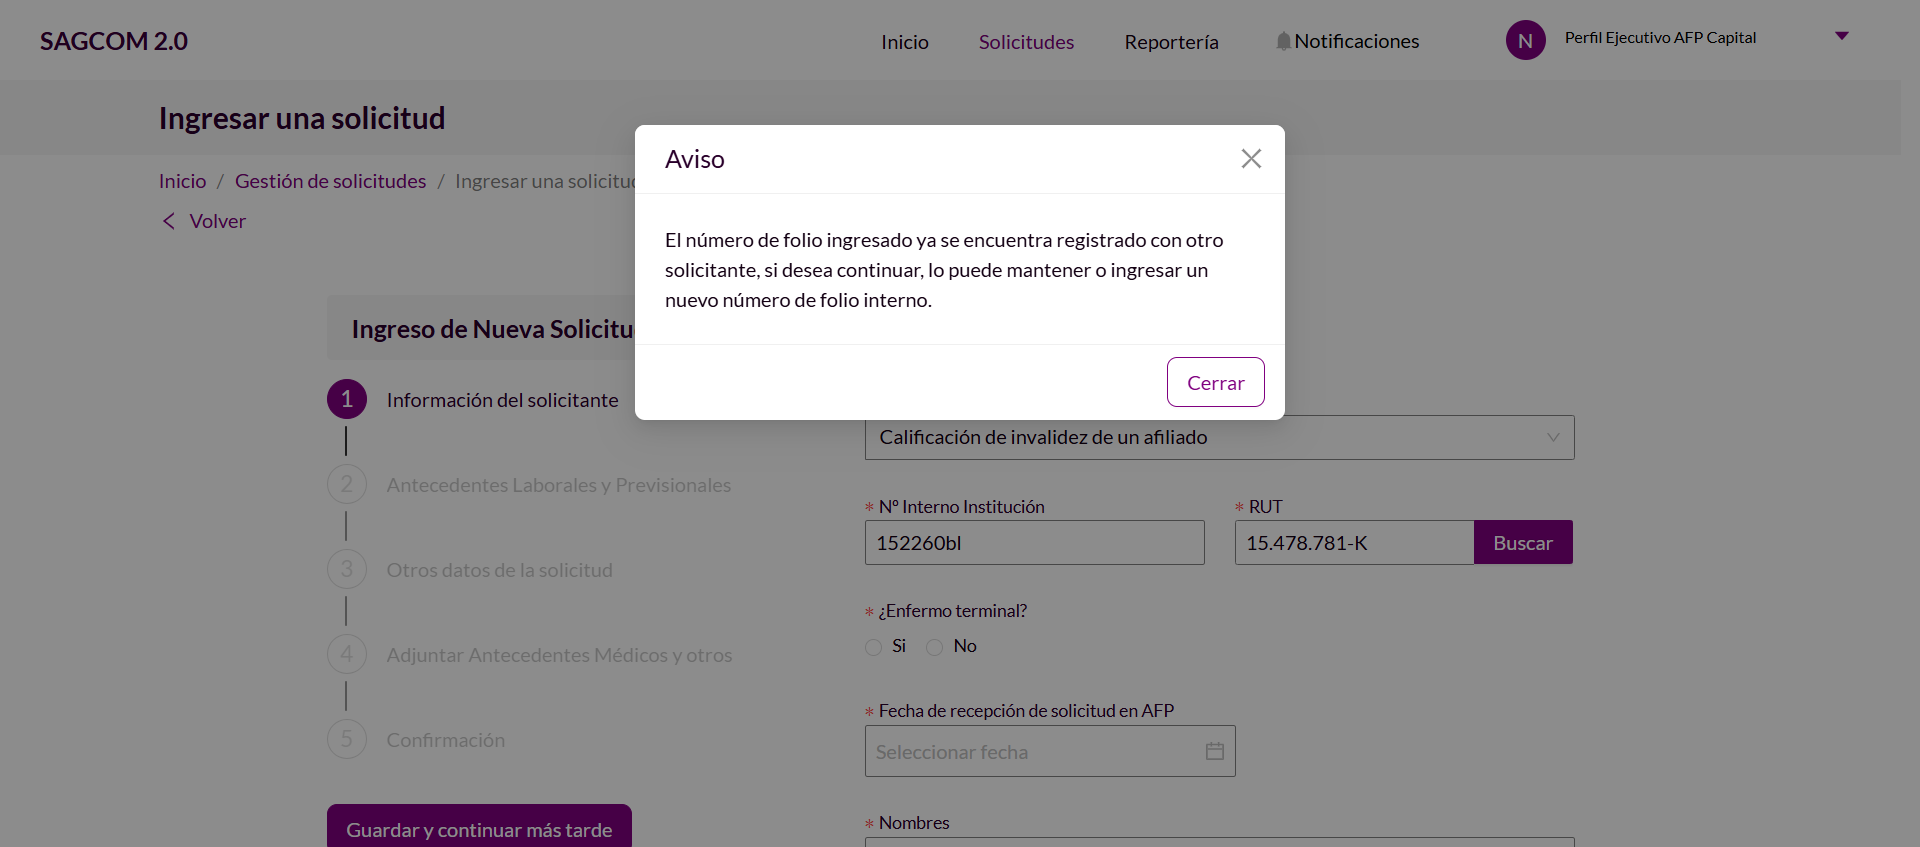 SAGCOM 2.0
Inicio
Solicitudes
Reportería
Notificaciones
N
Perfil Ejecutivo AFP Capital
Ingresar una solicitud
Inicio / Gestión de solicitudes / Ingresar una solicitud
Volver
Aviso
El número de folio ingresado ya se encuentra registrado con otro
solicitante, si desea continuar, lo puede mantener o ingresar un
nuevo número de folio interno.
Cerrar
Ingreso de Nueva Solicitud
1 Información del solicitante
2 Antecedentes Laborales y Previsionales
3 Otros datos de la solicitud
4 Adjuntar Antecedentes Médicos y otros
5 Confirmación
Guardar y continuar más tarde
Calificación de invalidez de un afiliado
* Nº Interno Institución
152260bl
* RUT
15.478.781-K
Buscar
* ¿Enfermo terminal?
Si
No
* Fecha de recepción de solicitud en AFP
Seleccionar fecha
* Nombres